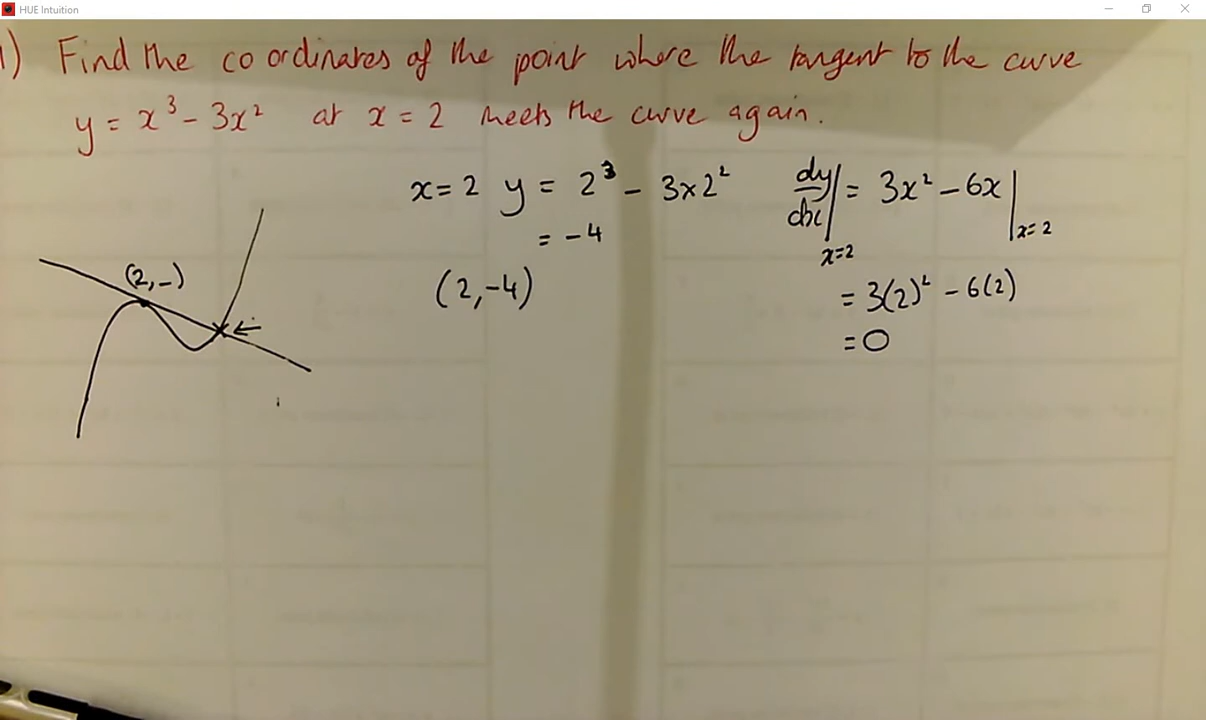 HUE Intuition
1) Find the coordinates of the point where the tangent to the curve
y = x³ - 3x² at x = 2 meets the curve again.
x = 2 y = 2³ - 3×2²
= -4
(2, -4)
dy/dx|x=2 = 3x² - 6x|x=2
= 3(2)² - 6(2)
= 0
(2, -)